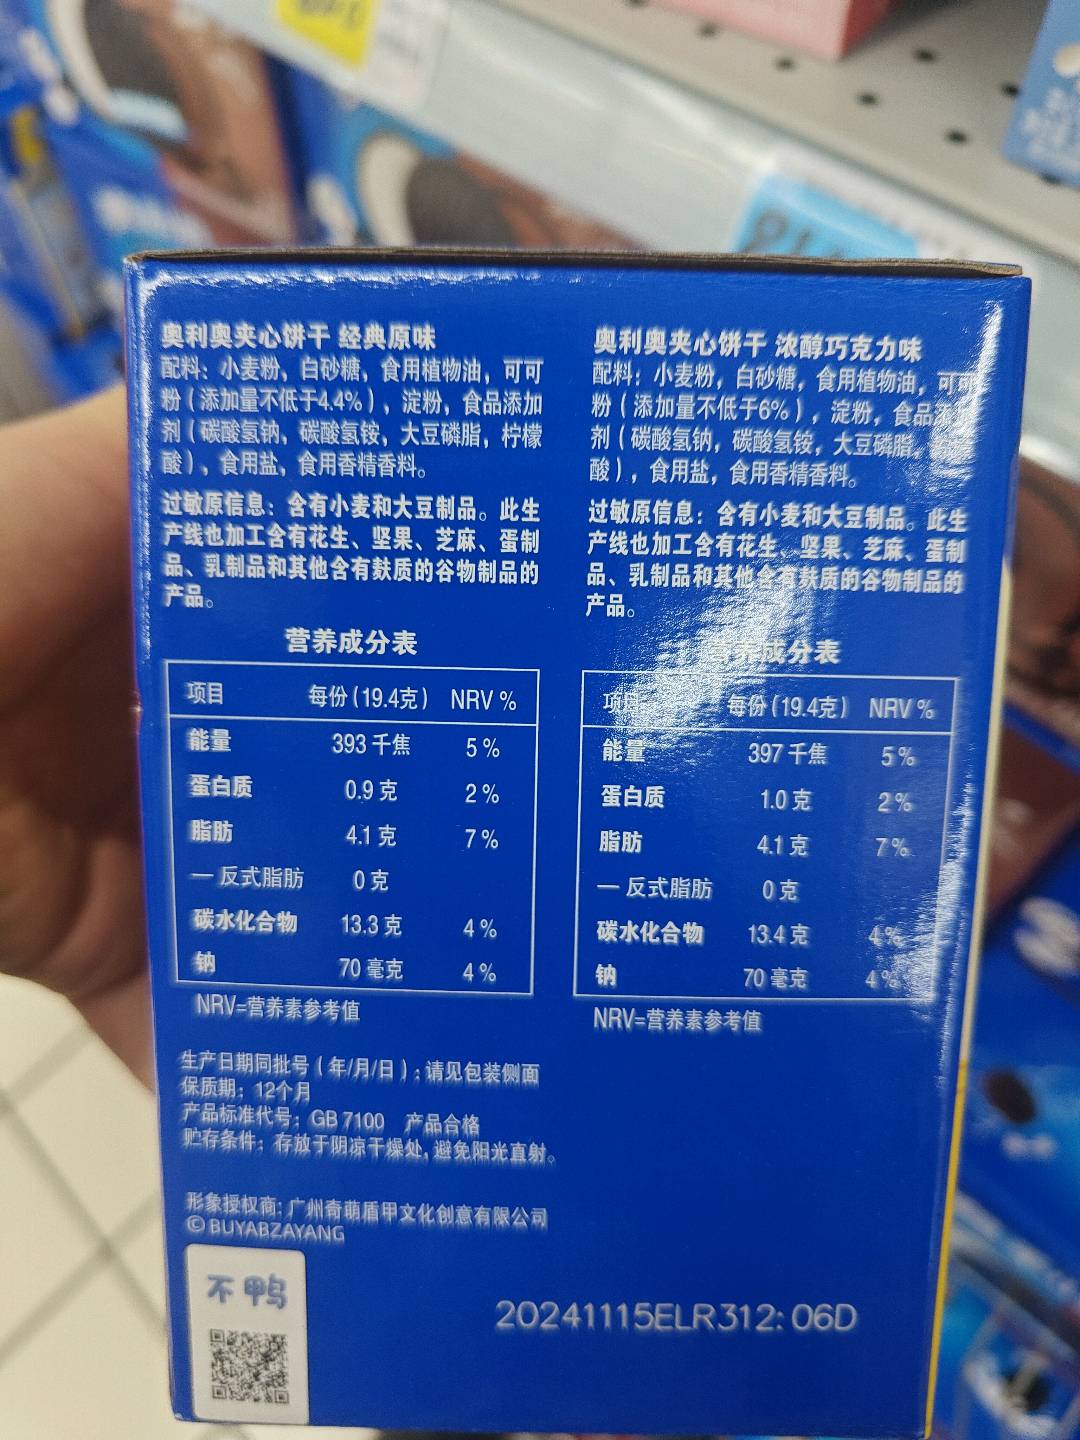 奥利奥夹心饼干 经典原味
配料：小麦粉，白砂糖，食用植物油，可可
粉（添加量不低于4.4%），淀粉，食品添加
剂（碳酸氢钠，碳酸氢铵，大豆磷脂，柠檬
酸），食用盐，食用香精香料。
过敏原信息：含有小麦和大豆制品。此生
产线也加工含有花生、坚果、芝麻、蛋制
品、乳制品和其他含有麸质的谷物制品的
产品。
营养成分表
项目 每份（19.4克） NRV %
能量 393 千焦 5 %
蛋白质 0.9 克 2 %
脂肪 4.1 克 7 %
— 反式脂肪 0 克
碳水化合物 13.3 克 4 %
钠 70 毫克 4 %
NRV=营养素参考值
奥利奥夹心饼干 浓醇巧克力味
配料：小麦粉，白砂糖，食用植物油，可可
粉（添加量不低于6%），淀粉，食品添
剂（碳酸氢钠，碳酸氢铵，大豆磷脂，
酸），食用盐，食用香精香料。
过敏原信息：含有小麦和大豆制品。此生
产线也加工含有花生、坚果、芝麻、蛋制
品、乳制品和其他含有麸质的谷物制品的
产品。
营养成分表
项目 每份（19.4克） NRV %
能量 397 千焦 5 %
蛋白质 1.0 克 2 %
脂肪 4.1 克 7 %
— 反式脂肪 0 克
碳水化合物 13.4 克 4 %
钠 70 毫克 4 %
NRV=营养素参考值
生产日期同批号（年/月/日）：请见包装侧面
保质期：12个月
产品标准代号：GB 7100 产品合格
贮存条件：存放于阴凉干燥处，避免阳光直射。
形象授权商：广州奇萌盾甲文化创意有限公司
© BUYABZAYANG
不鸭
20241115ELR312:06D